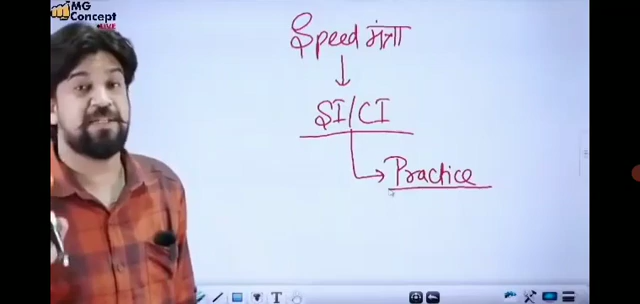 MG
Concept
LIVE
Speed मंत्रा
SI/CI
Practice
T